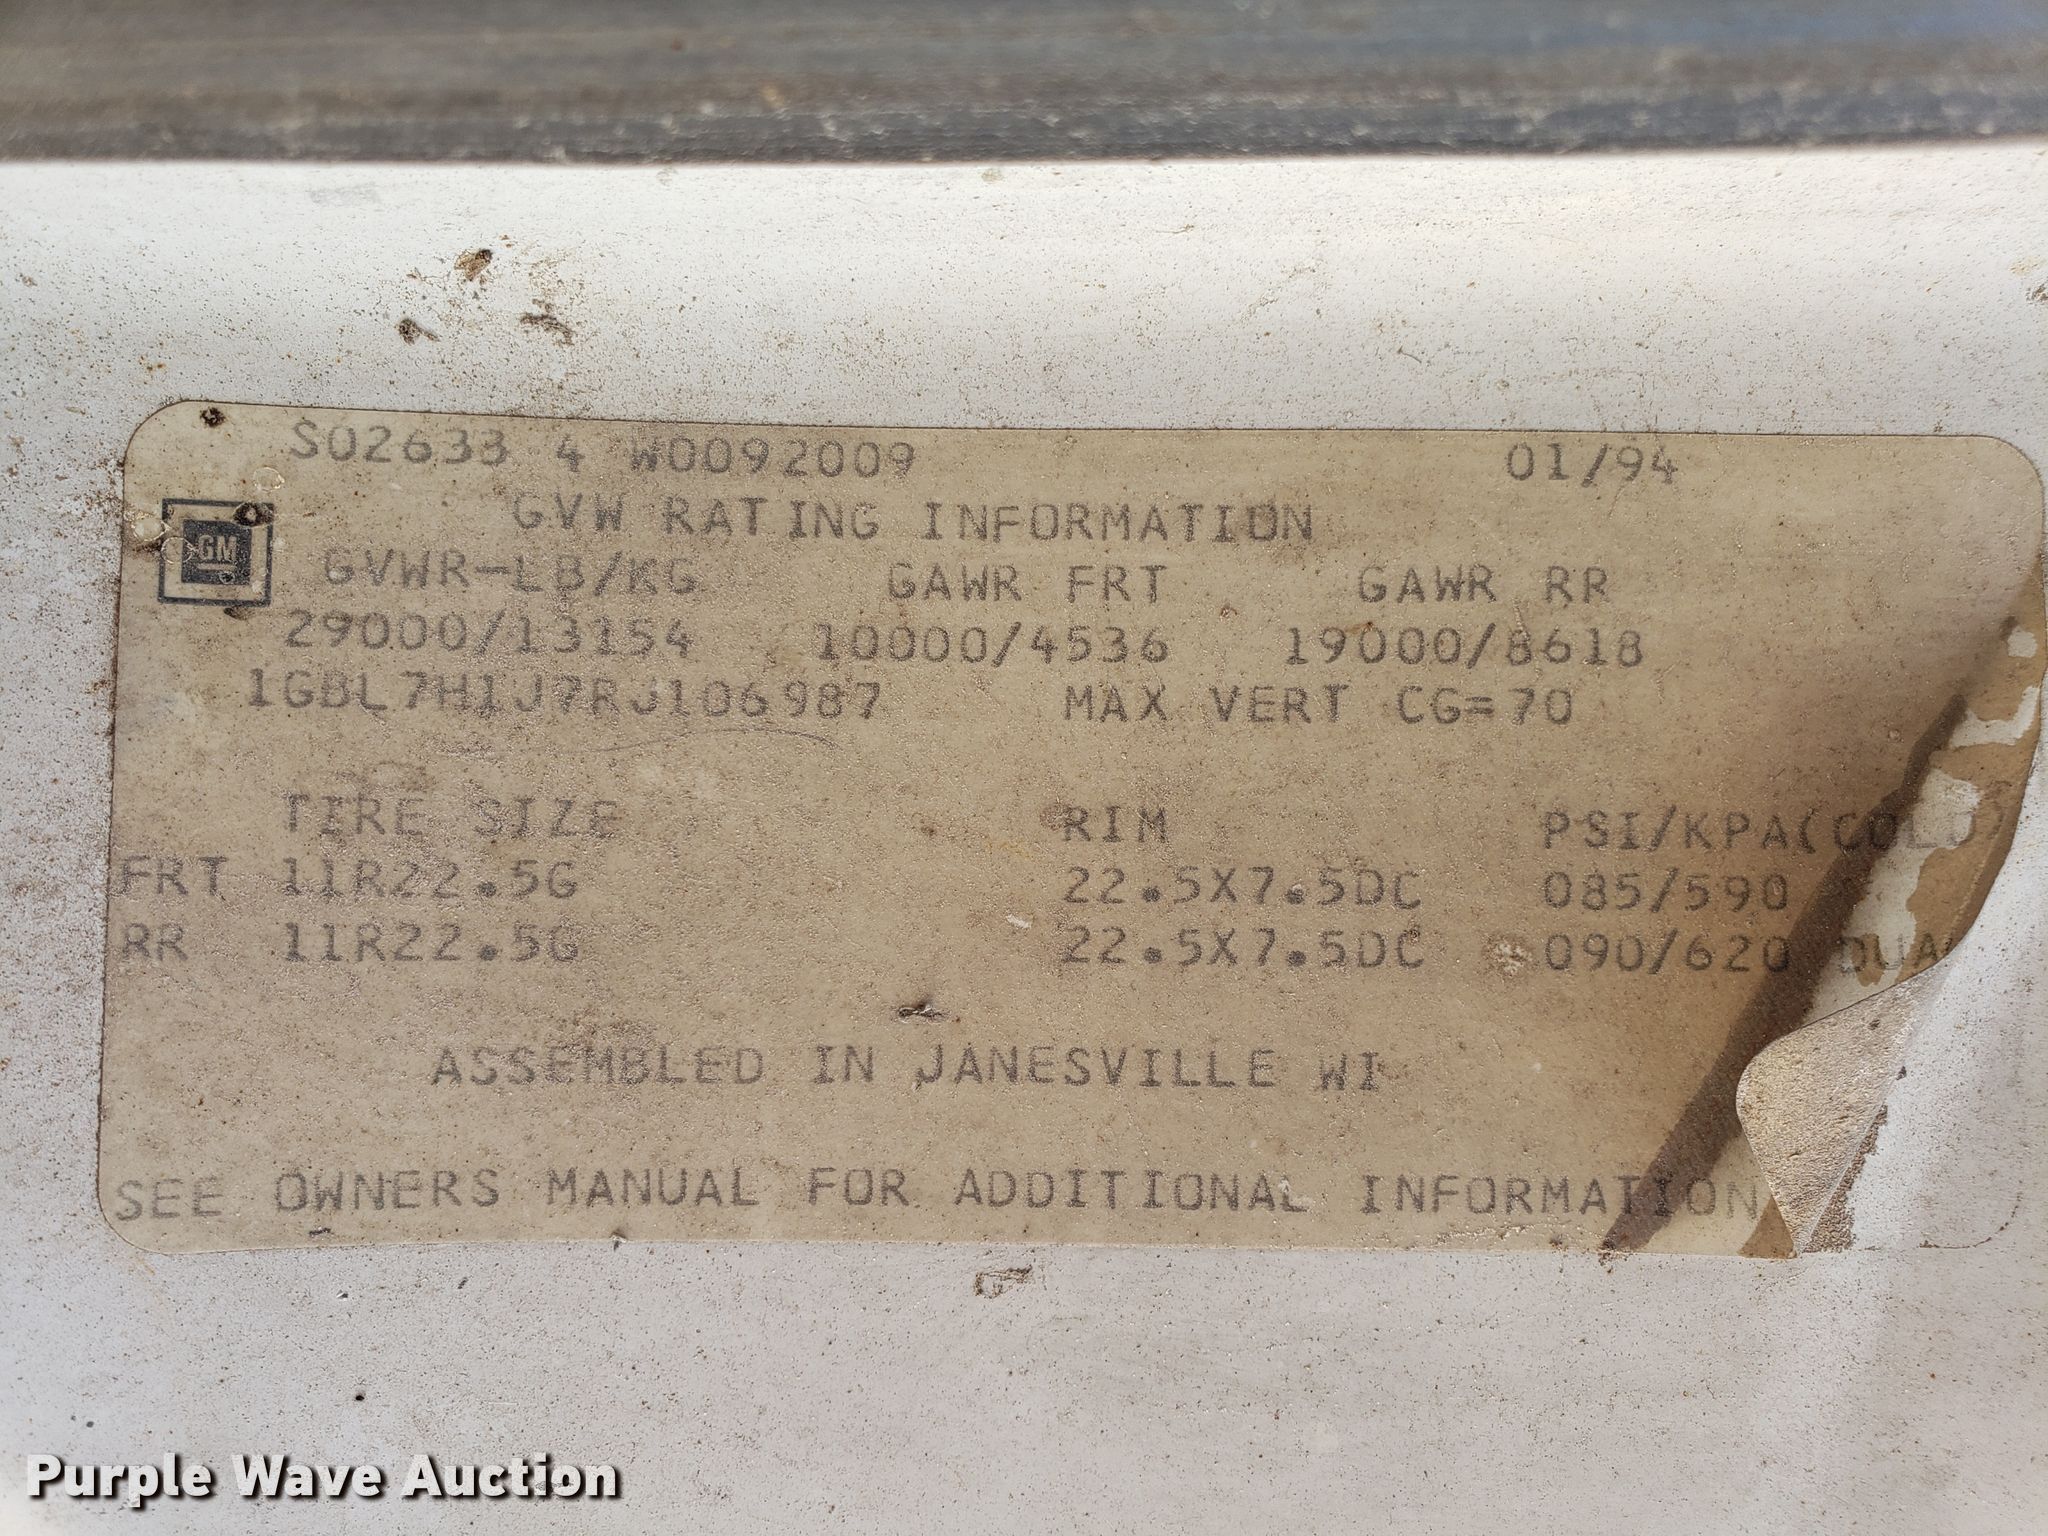 S02633 4 W0092009 01/94
GVW RATING INFORMATION
GM
GVWR-LB/KG GAWR FRT GAWR RR
29000/13154 10000/4536 19000/8618
1GBL7H1J7RJ106987 MAX VERT CG=70
TIRE SIZE RIM PSI/KPA(COLD)
FRT 11R22.5G 22.5X7.5DC 085/590
RR 11R22.5G 22.5X7.5DC 090/620
ASSEMBLED IN JANESVILLE WI
SEE OWNERS MANUAL FOR ADDITIONAL INFORMATION
Purple Wave Auction